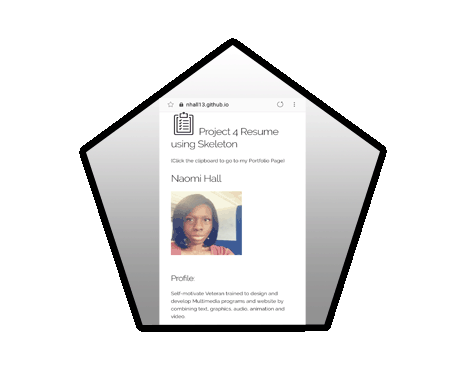 nhall13.github.io
Project 4 Resume
using Skeleton
(Click the clipboard to go to my Portfolio Page)
Naomi Hall
Profile:
Self-motivate Veteran trained to design and
develop Multimedia programs and website by
combining text, graphics, audio, animation and
video.